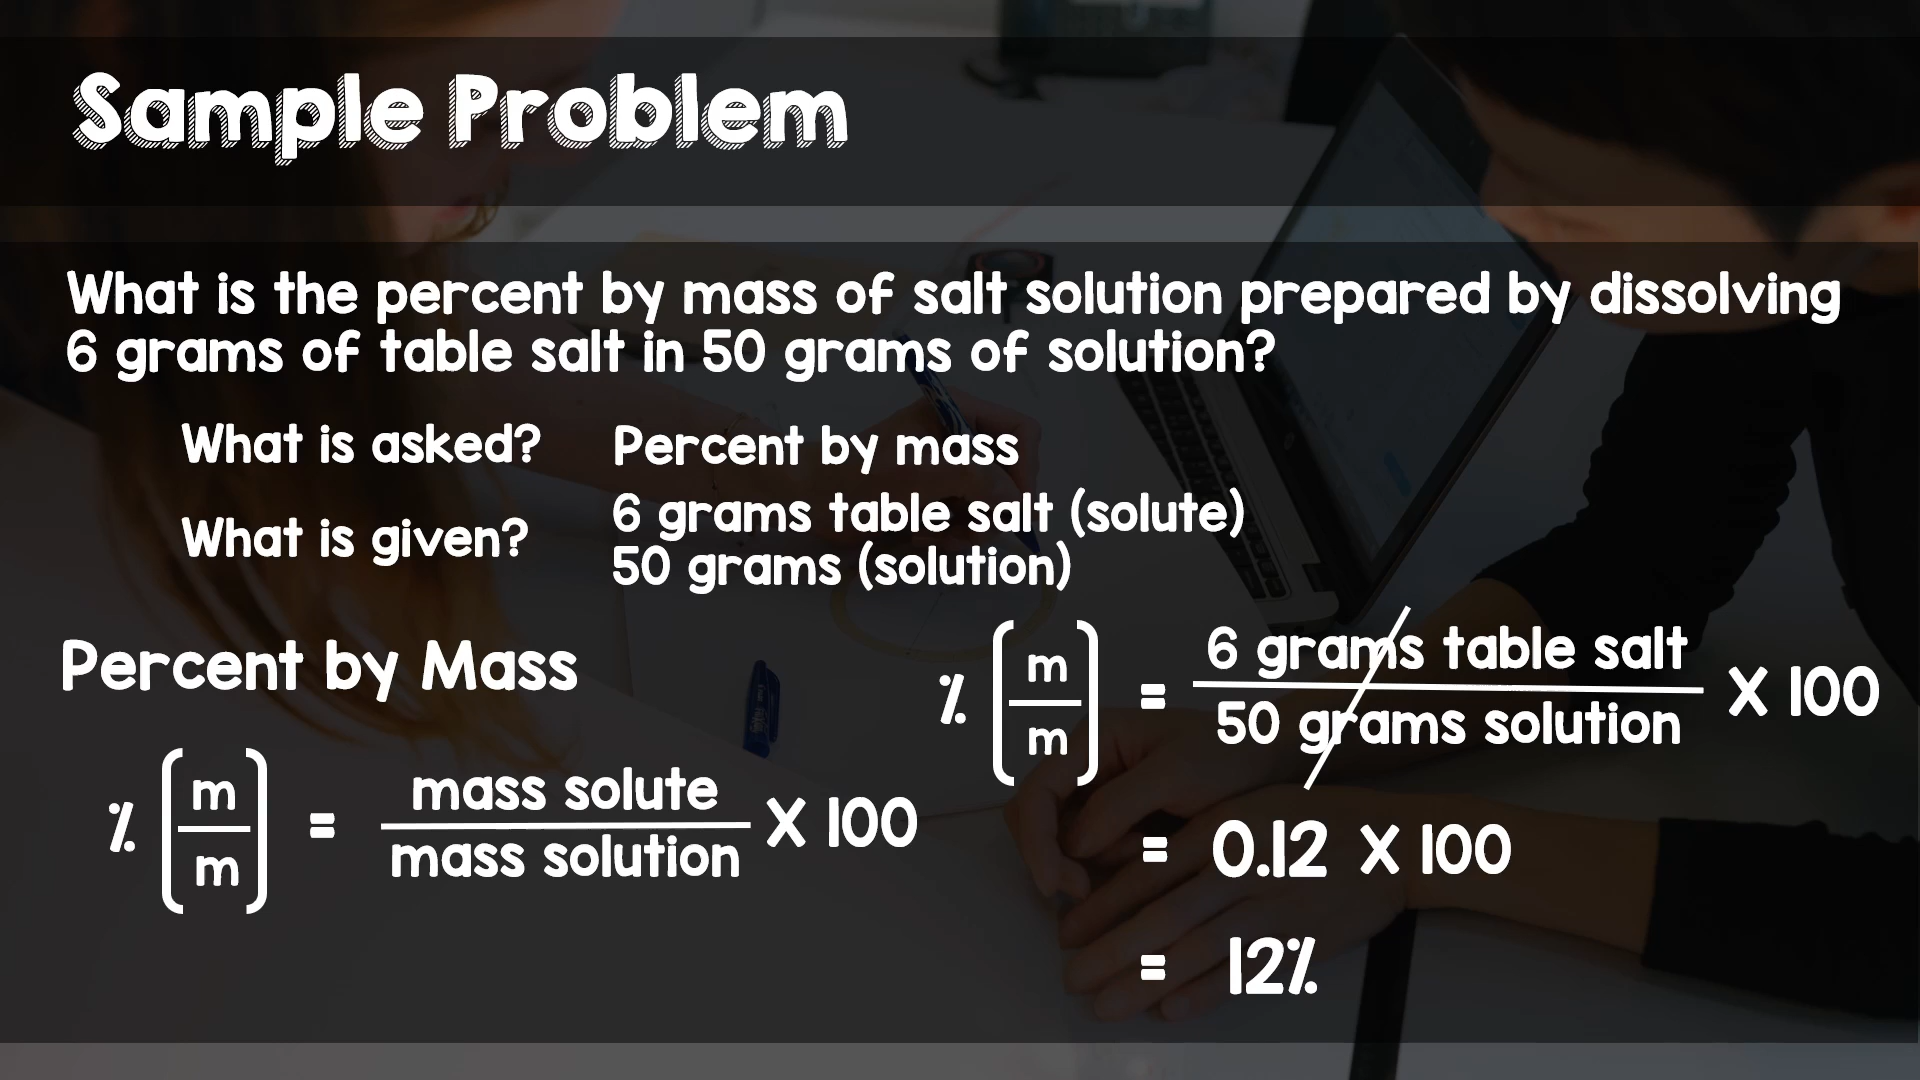 Sample Problem
What is the percent by mass of salt solution prepared by dissolving
6 grams of table salt in 50 grams of solution?
What is asked? Percent by mass
What is given? 6 grams table salt (solute)
50 grams (solution)
Percent by Mass
% (m/m) = mass solute / mass solution X 100
% (m/m) = 6 grams table salt / 50 grams solution X 100
= 0.12 X 100
= 12%